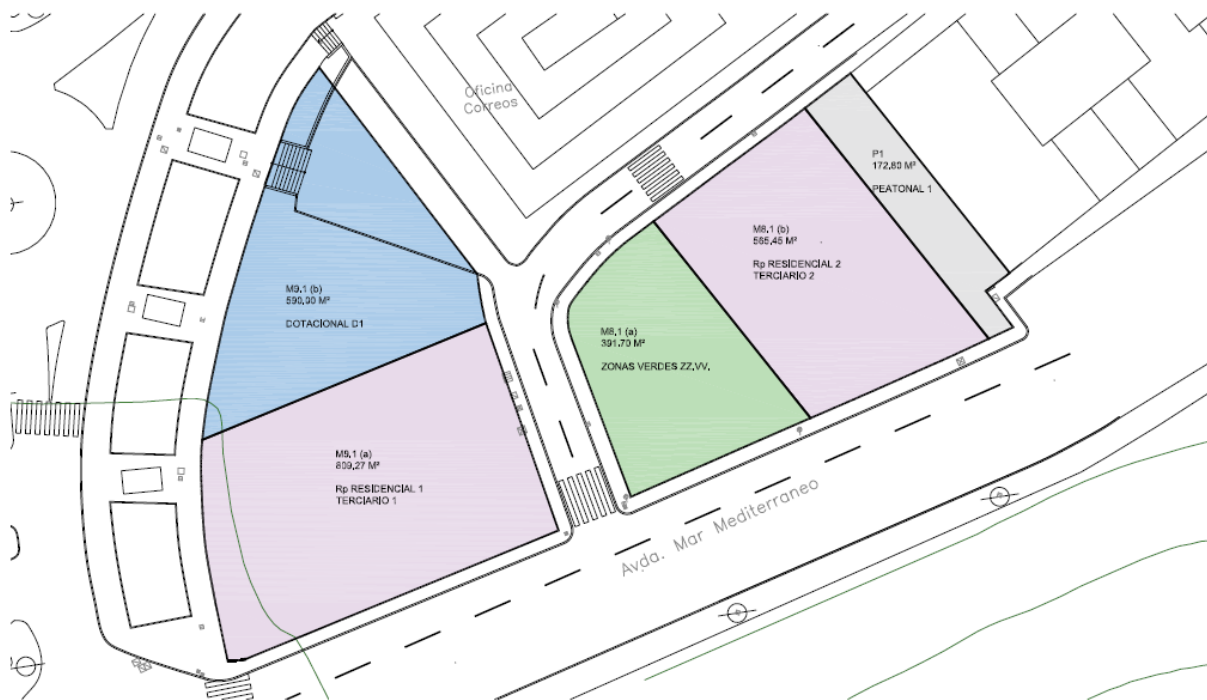 Oficina
Correos
P1
172,80 M²
PEATONAL 1
M8,1 (b)
565,45 M²
Rp RESIDENCIAL 2
TERCIARIO 2
M9,1 (b)
590,90 M²
DOTACIONAL D1
M8,1 (a)
391,70 M²
ZONAS VERDES ZZ.VV.
M9,1 (a)
809,27 M²
Rp RESIDENCIAL 1
TERCIARIO 1
Avda. Mar Mediterraneo